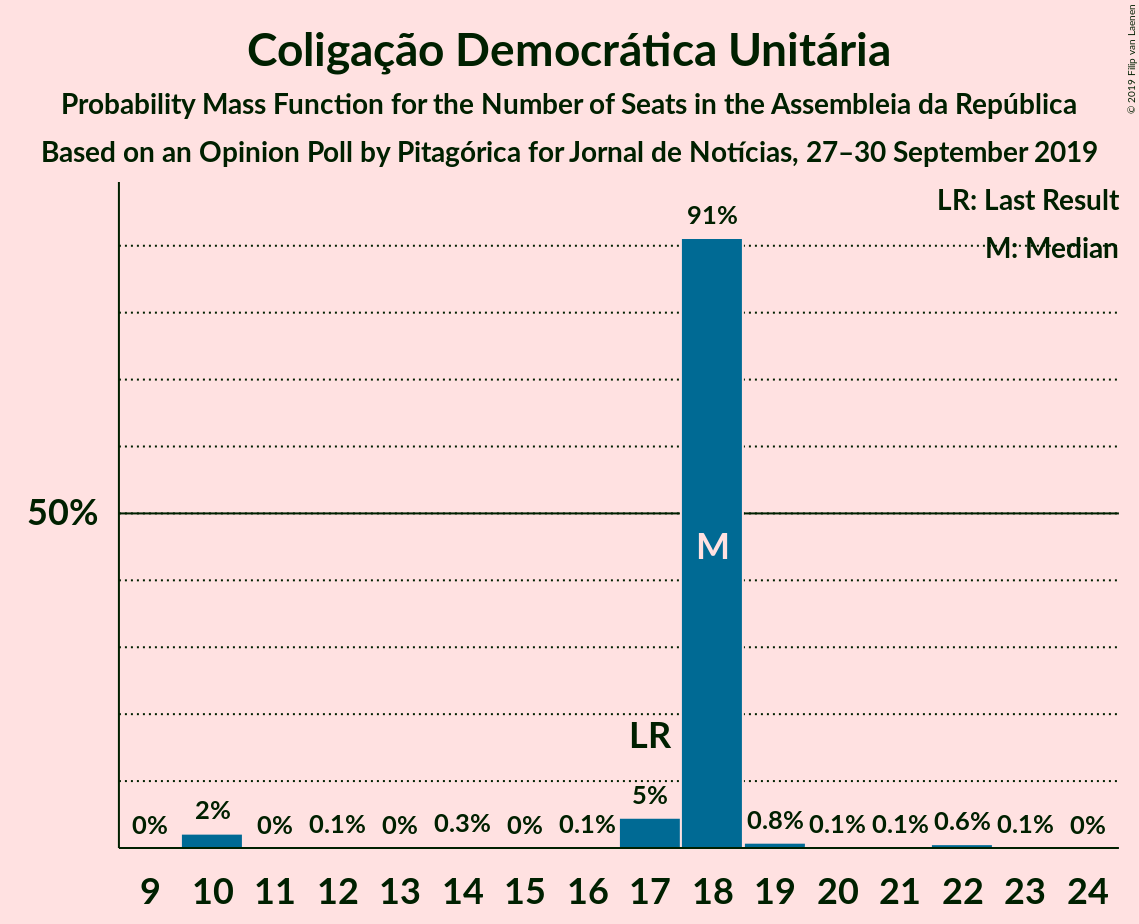 Coligação Democrática Unitária
Probability Mass Function for the Number of Seats in the Assembleia da República
Based on an Opinion Poll by Pitagórica for Jornal de Notícias, 27–30 September 2019
© 2019 Filip van Laenen
LR: Last Result
M: Median
91%
50%
M
LR
0% 2% 0% 0.1% 0% 0.3% 0% 0.1% 5% 0.8% 0.1% 0.1% 0.6% 0.1% 0%
9 10 11 12 13 14 15 16 17 18 19 20 21 22 23 24